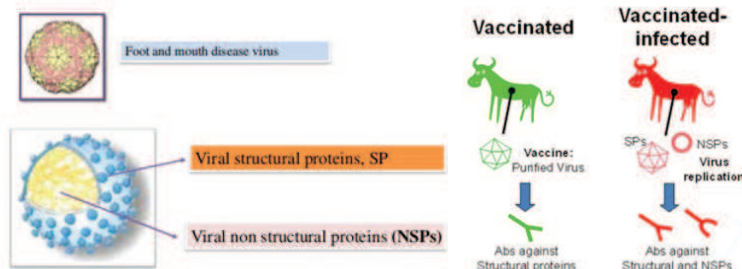 Foot and mouth disease virus
Viral structural proteins, SP
Viral non structural proteins (NSPs)
Vaccinated
Vaccine:
Purified Virus
Abs against
Structural proteins
Vaccinated-
infected
SPs
NSPs
Virus
replication
Abs against
Structural and NSPs